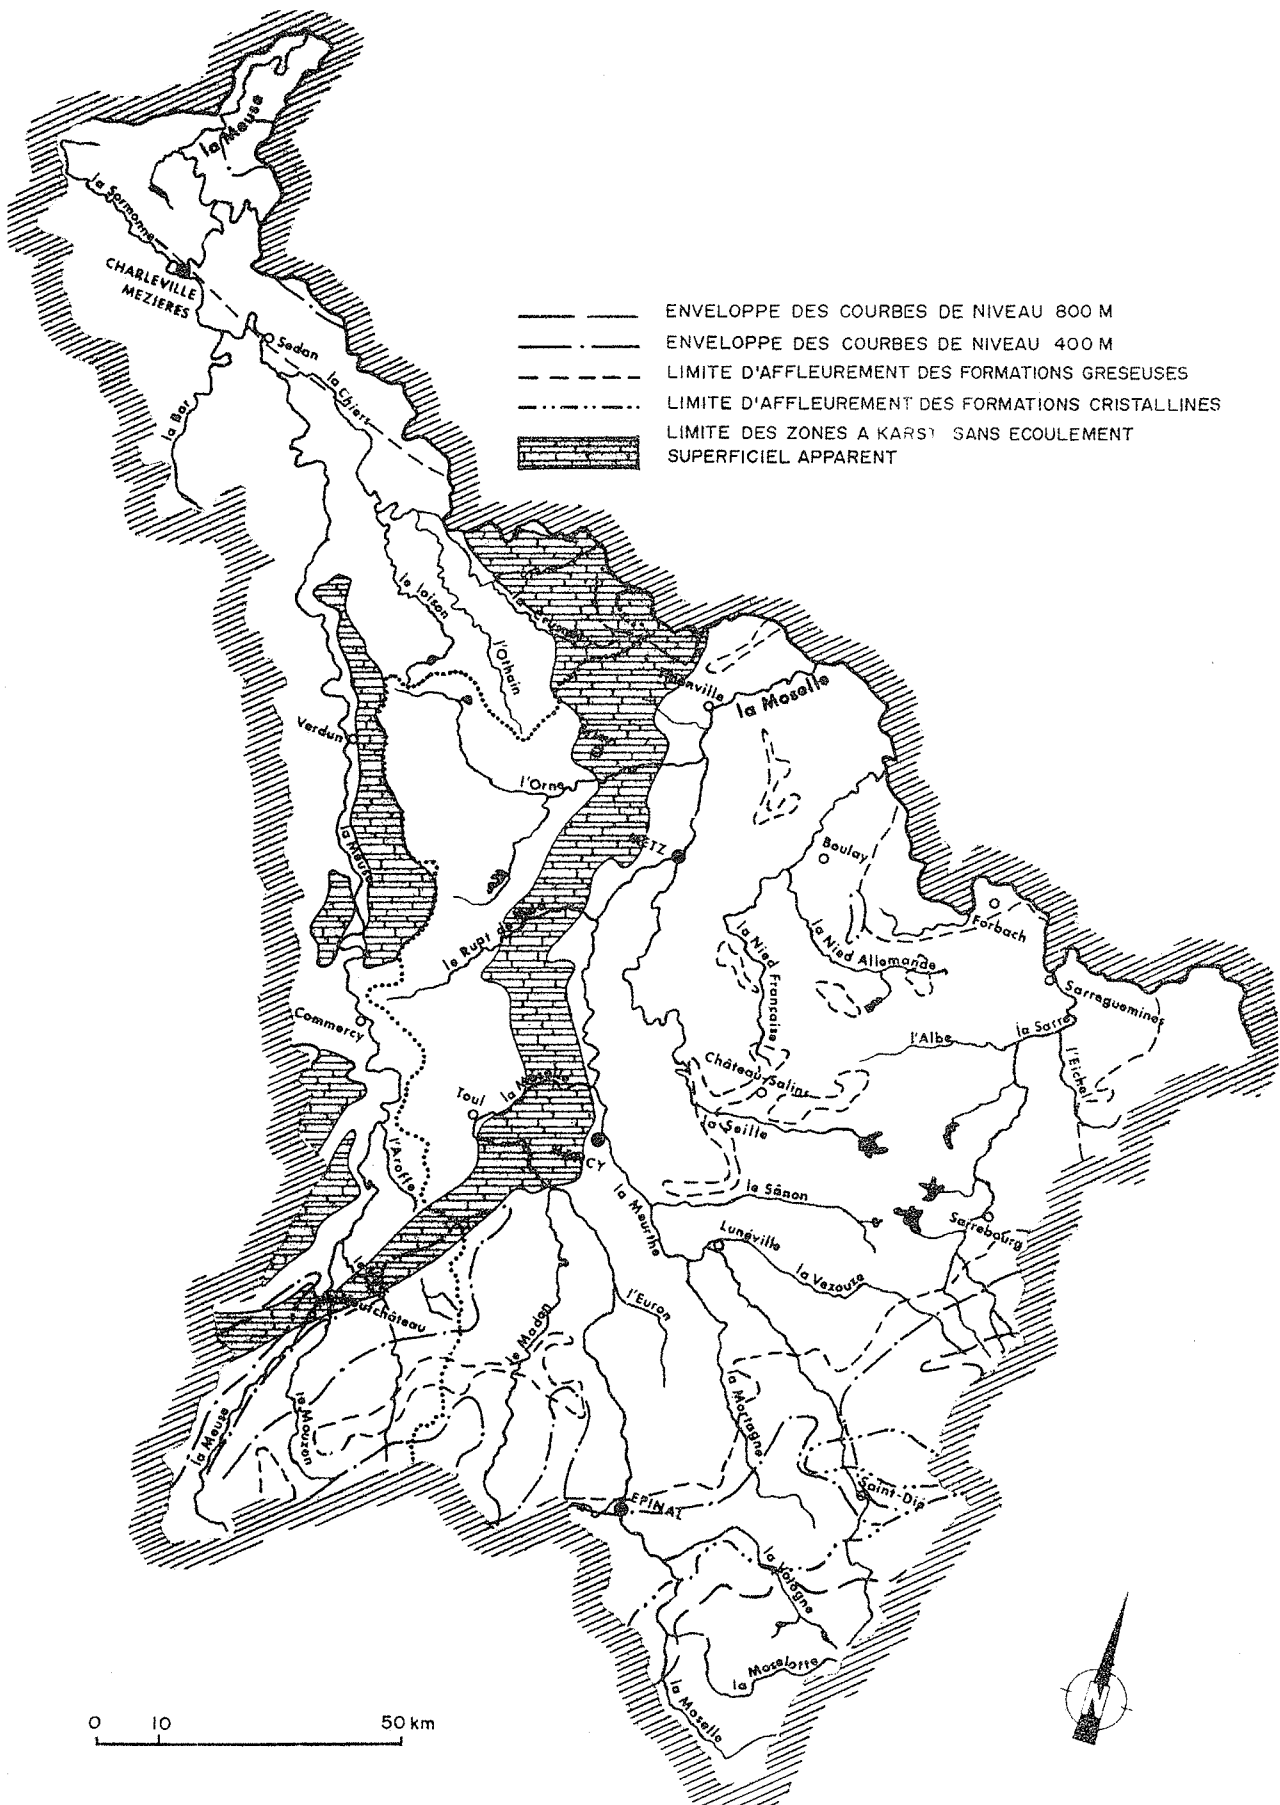 la Meuse
la Sormonne
CHARLEVILLE
MEZIERES
Sedan
la Chiers
la Bar
ENVELOPPE DES COURBES DE NIVEAU 800 M
ENVELOPPE DES COURBES DE NIVEAU 400 M
LIMITE D'AFFLEUREMENT DES FORMATIONS GRESEUSES
LIMITE D'AFFLEUREMENT DES FORMATIONS CRISTALLINES
LIMITE DES ZONES A KARST SANS ECOULEMENT
SUPERFICIEL APPARENT
le loison
l'Othain
Thionville
la Moselle
Verdun
l'Orne
la Meuse
METZ
Boulay
Forbach
le Rupt de
la Nied Française
la Nied Allemande
Sarreguemines
Commercy
l'Albe
la Sarre
l'Eichel
Château-Salins
Toul
la Moselle
la Seille
l'Aroffe
NANCY
la Meurthe
le Sânon
Lunéville
Sarrebourg
la Vezouze
Neufchâteau
l'Euron
le Madon
la Meuse
le Mouzon
la Mortagne
Saint-Dié
EPINAL
la Vologne
la Moselotte
la Moselle
N
0 10 50 km